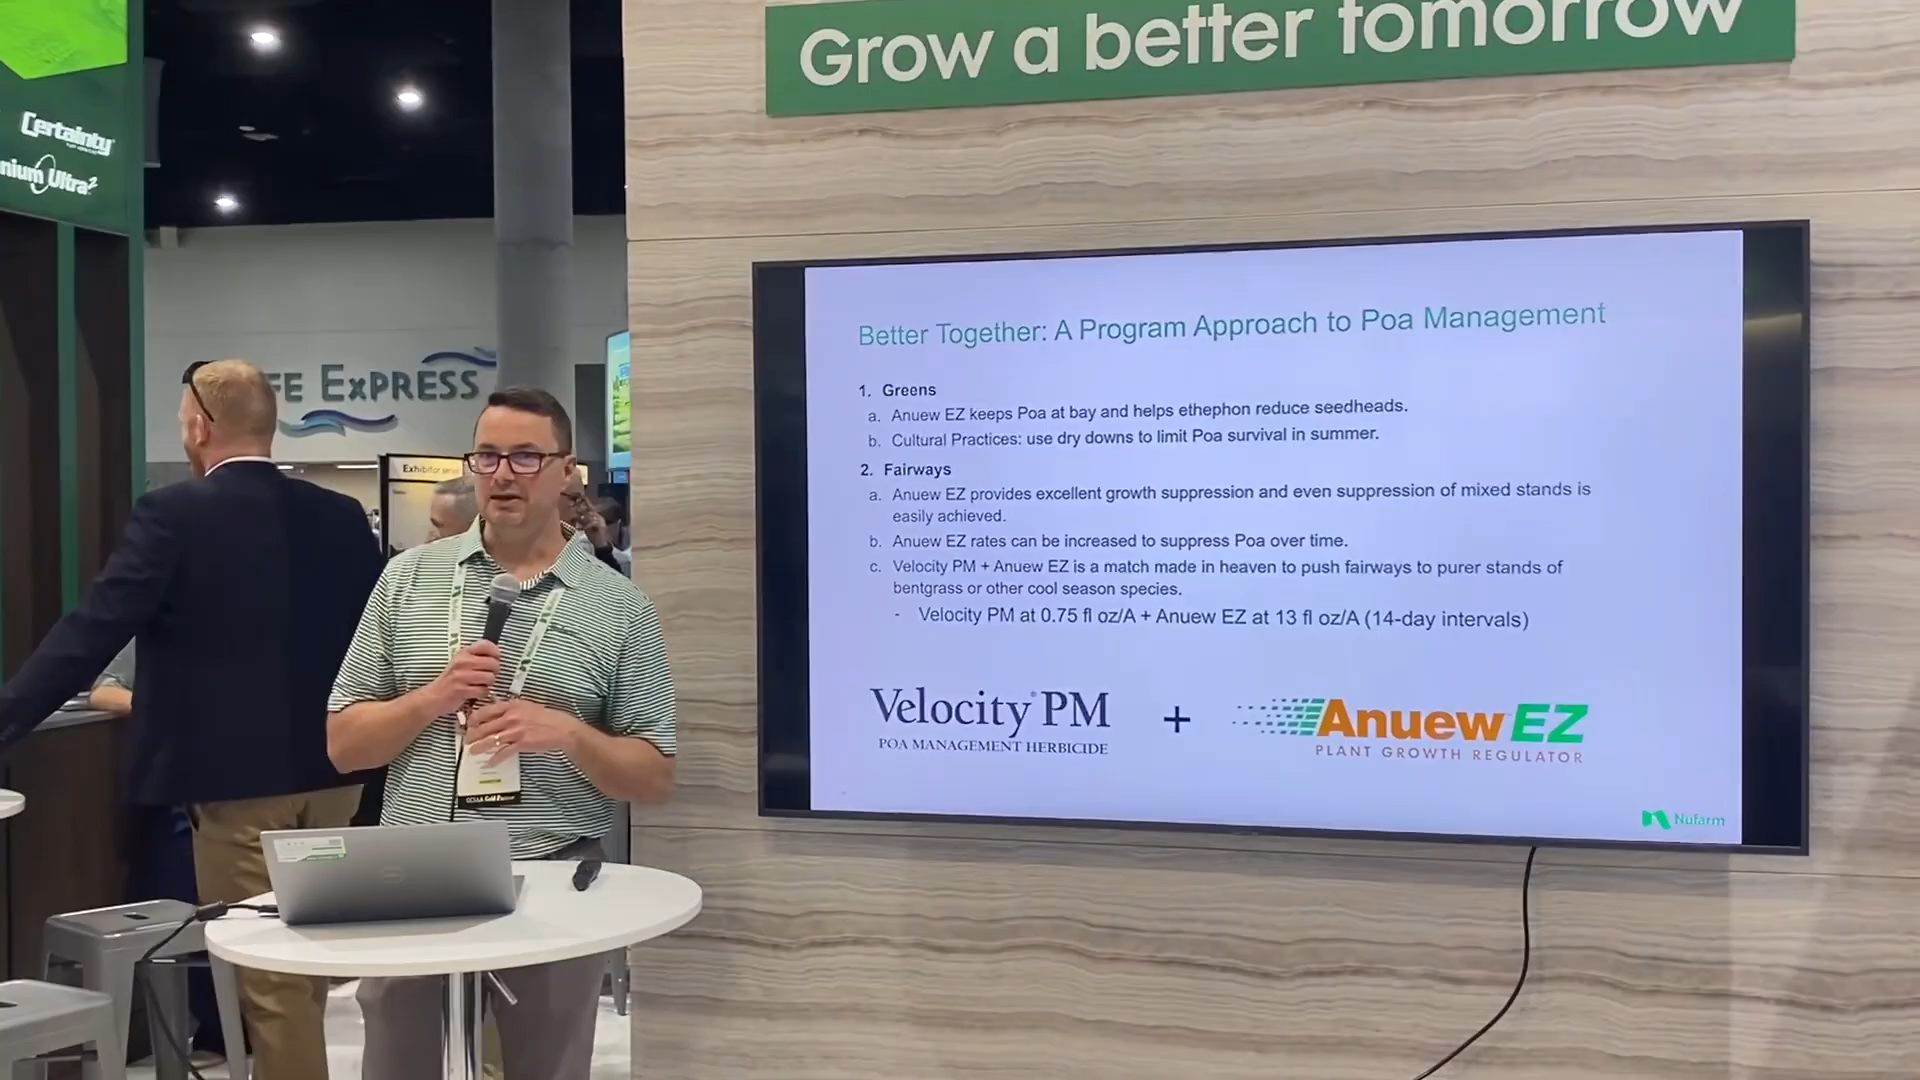 Grow a better tomorrow
Certainty
nium Ultra²
FE ExPRESS
Exhibitor
Better Together: A Program Approach to Poa Management
1. Greens
a. Anuew EZ keeps Poa at bay and helps ethephon reduce seedheads.
b. Cultural Practices: use dry downs to limit Poa survival in summer.
2. Fairways
a. Anuew EZ provides excellent growth suppression and even suppression of mixed stands is
easily achieved.
b. Anuew EZ rates can be increased to suppress Poa over time.
c. Velocity PM + Anuew EZ is a match made in heaven to push fairways to purer stands of
bentgrass or other cool season species.
- Velocity PM at 0.75 fl oz/A + Anuew EZ at 13 fl oz/A (14-day intervals)
Velocity® PM
POA MANAGEMENT HERBICIDE
+
Anuew EZ
PLANT GROWTH REGULATOR
Nufarm